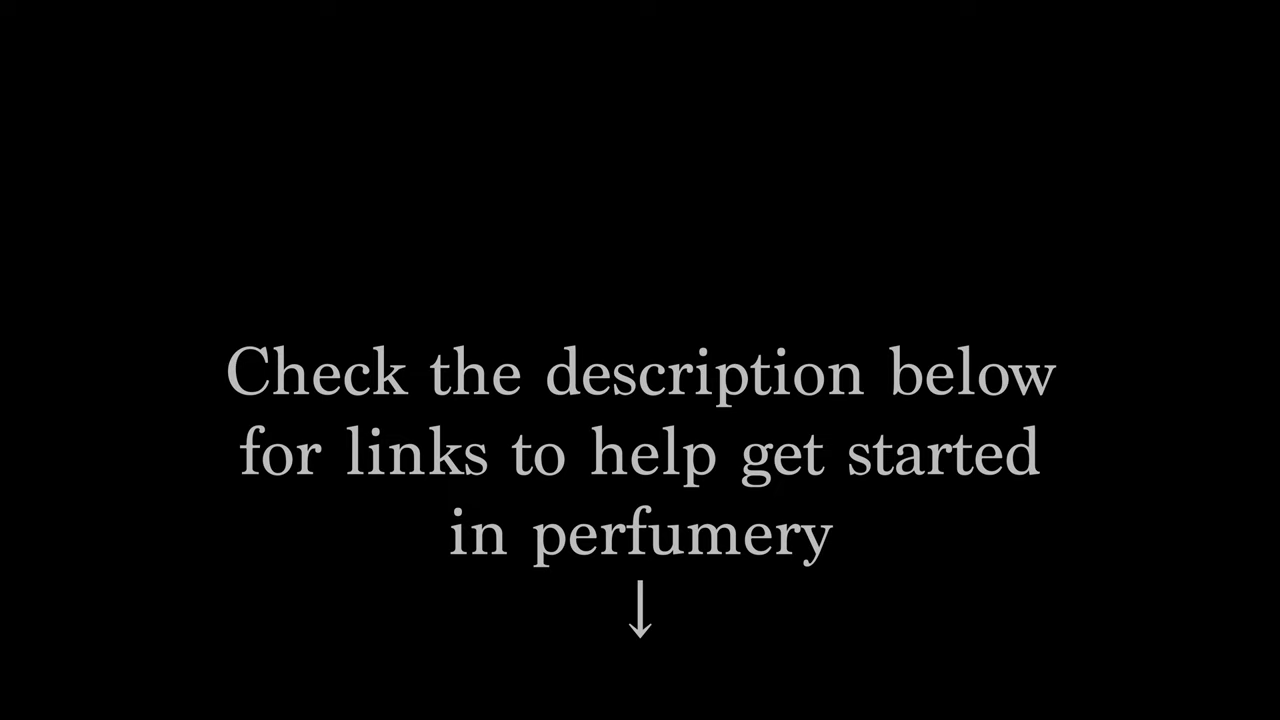 Check the description below
for links to help get started
in perfumery
↓